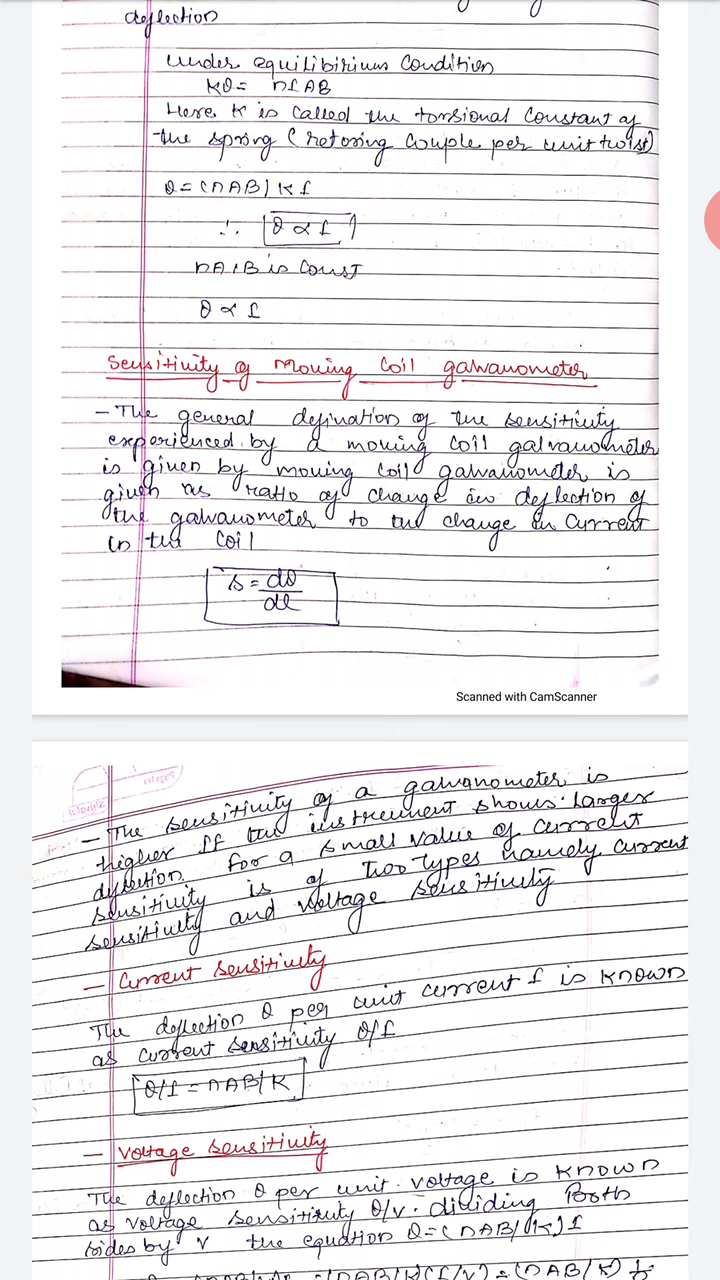 deflection
under equilibirium Condition
Kθ = nIAB
Here K is called the torsional Constant of
the spring (retoring Couple per unit twist)
θ = (nAB) K I
∴ θ ∝ I
nA,B is Const
θ ∝ I
Sensitivity of Moving Coil galvanometer
- The general defination of the sensitivity
experienced by a moving coil galvanometer
is given by moving coil galvanometer is
given as ratio of change in deflection of
the galvanometer to the change in Current
in the Coil
S = dθ
dI
Scanned with CamScanner
- The sensitivity of a galvanometer is
higher If the instrument shows larger
deflection for a small value of current
sensitivity is of two types namely current
sensitivity and voltage sensitivity
- Current sensitivity
The deflection θ per unit current I is known
as current sensitivity θ/I
θ/I = nAB/K
- Voltage sensitivity
The deflection θ per unit voltage is known
as voltage sensitivity θ/v. dividing Both
sides by v the equation θ = (nAB/K) I